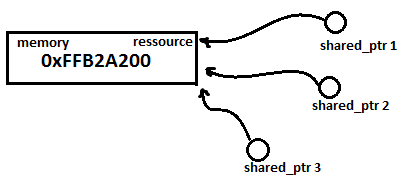 memory ressource
0xFFB2A200
shared_ptr 1
shared_ptr 2
shared_ptr 3